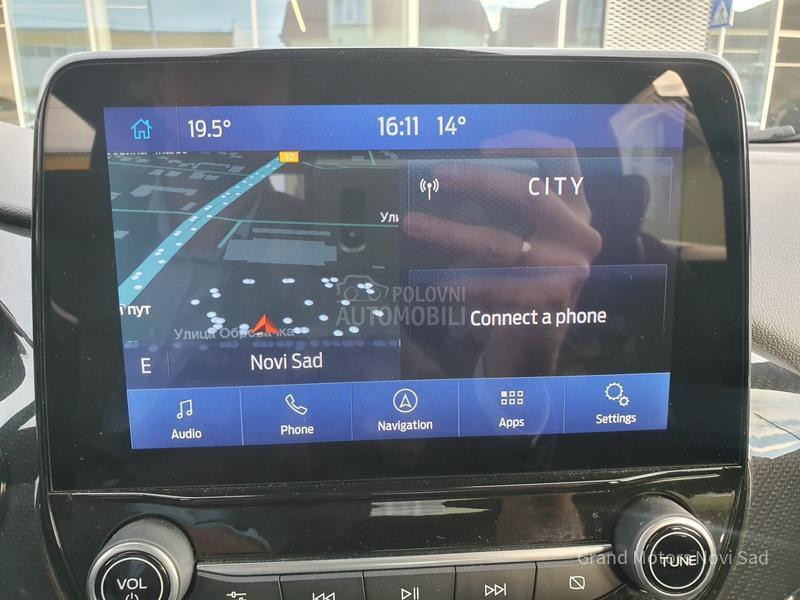 19.5° 16:11 14°
12
Ули
CITY
POLOVNI
AUTOMOBILI
пут
Улица
Connect a phone
E Novi Sad
Audio Phone Navigation Apps Settings
Grand Motors Novi Sad
VOL TUNE